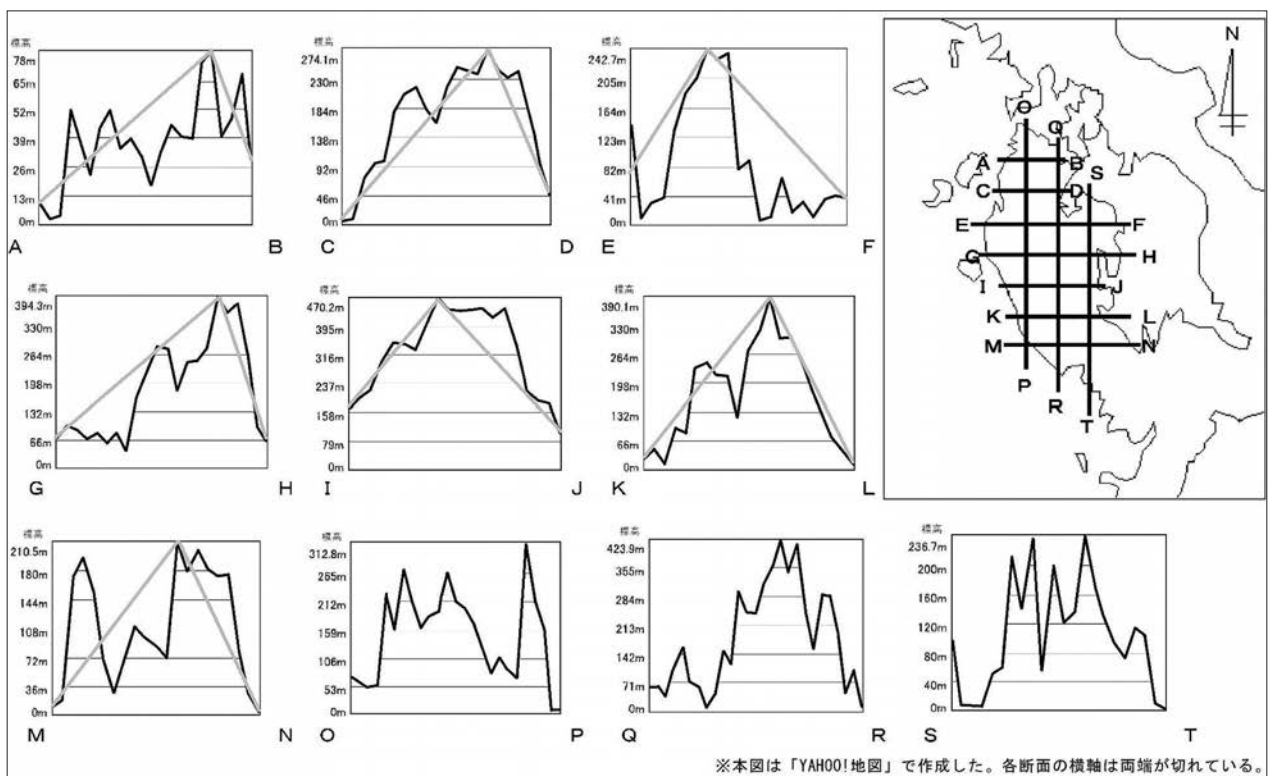 標高
78m
65m
52m
39m
26m
13m
0m
A
B
標高
274.1m
230m
184m
138m
92m
46m
0m
C
D
標高
242.7m
205m
164m
123m
82m
41m
0m
E
F
標高
394.3m
330m
264m
198m
132m
66m
0m
G
H
標高
470.2m
395m
316m
237m
158m
79m
0m
I
J
標高
390.1m
330m
264m
198m
132m
66m
0m
K
L
標高
210.5m
180m
144m
108m
72m
36m
0m
M
N
標高
312.8m
265m
212m
159m
106m
53m
0m
O
P
標高
423.9m
355m
284m
213m
142m
71m
0m
Q
R
標高
236.7m
200m
160m
120m
80m
40m
0m
S
T
N
O
Q
A
B
S
C
D
E
F
G
H
I
J
K
L
M
N
P
R
T
※本図は「YAHOO!地図」で作成した。各断面の横軸は両端が切れている。